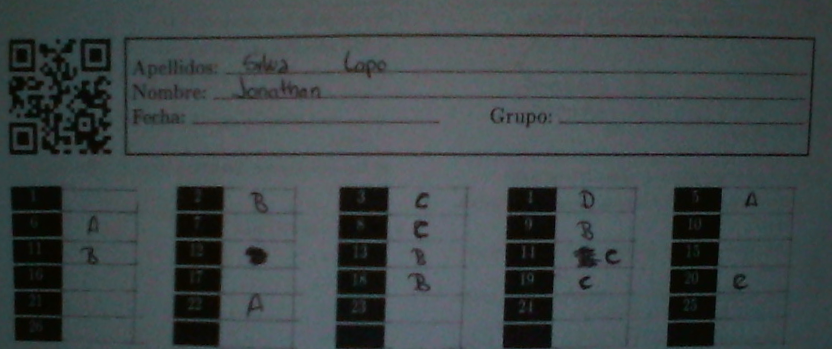 Apellidos: Silva Lopo
Nombre: Jonathan
Fecha: Grupo:
1 2 B 3 C 4 D 5 A
6 A 7 8 C 9 B 10
11 B 12 13 B 14 C 15
16 17 18 B 19 C 20 C
21 22 A 23 24 25
26